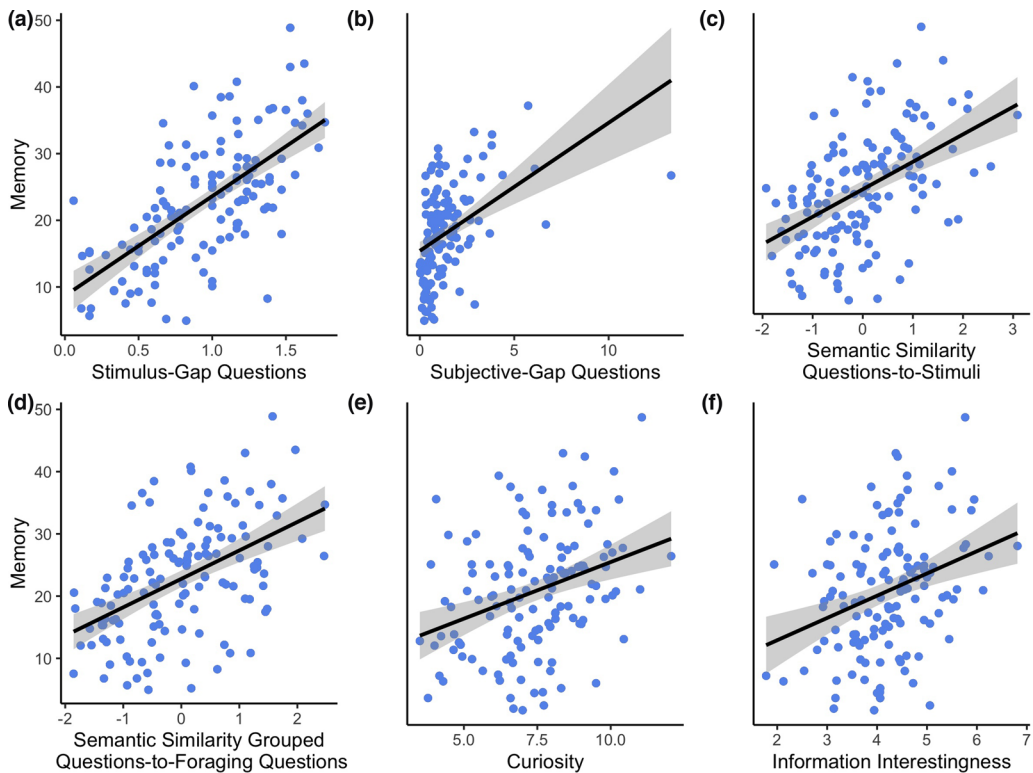 (a)
(b)
(c)
50
40
30
20
10
Memory
0.0 0.5 1.0 1.5
Stimulus-Gap Questions
0 5 10
Subjective-Gap Questions
-2 -1 0 1 2 3
Semantic Similarity
Questions-to-Stimuli
(d)
(e)
(f)
50
40
30
20
10
Memory
-2 -1 0 1 2
Semantic Similarity Grouped
Questions-to-Foraging Questions
5.0 7.5 10.0
Curiosity
2 3 4 5 6 7
Information Interestingness